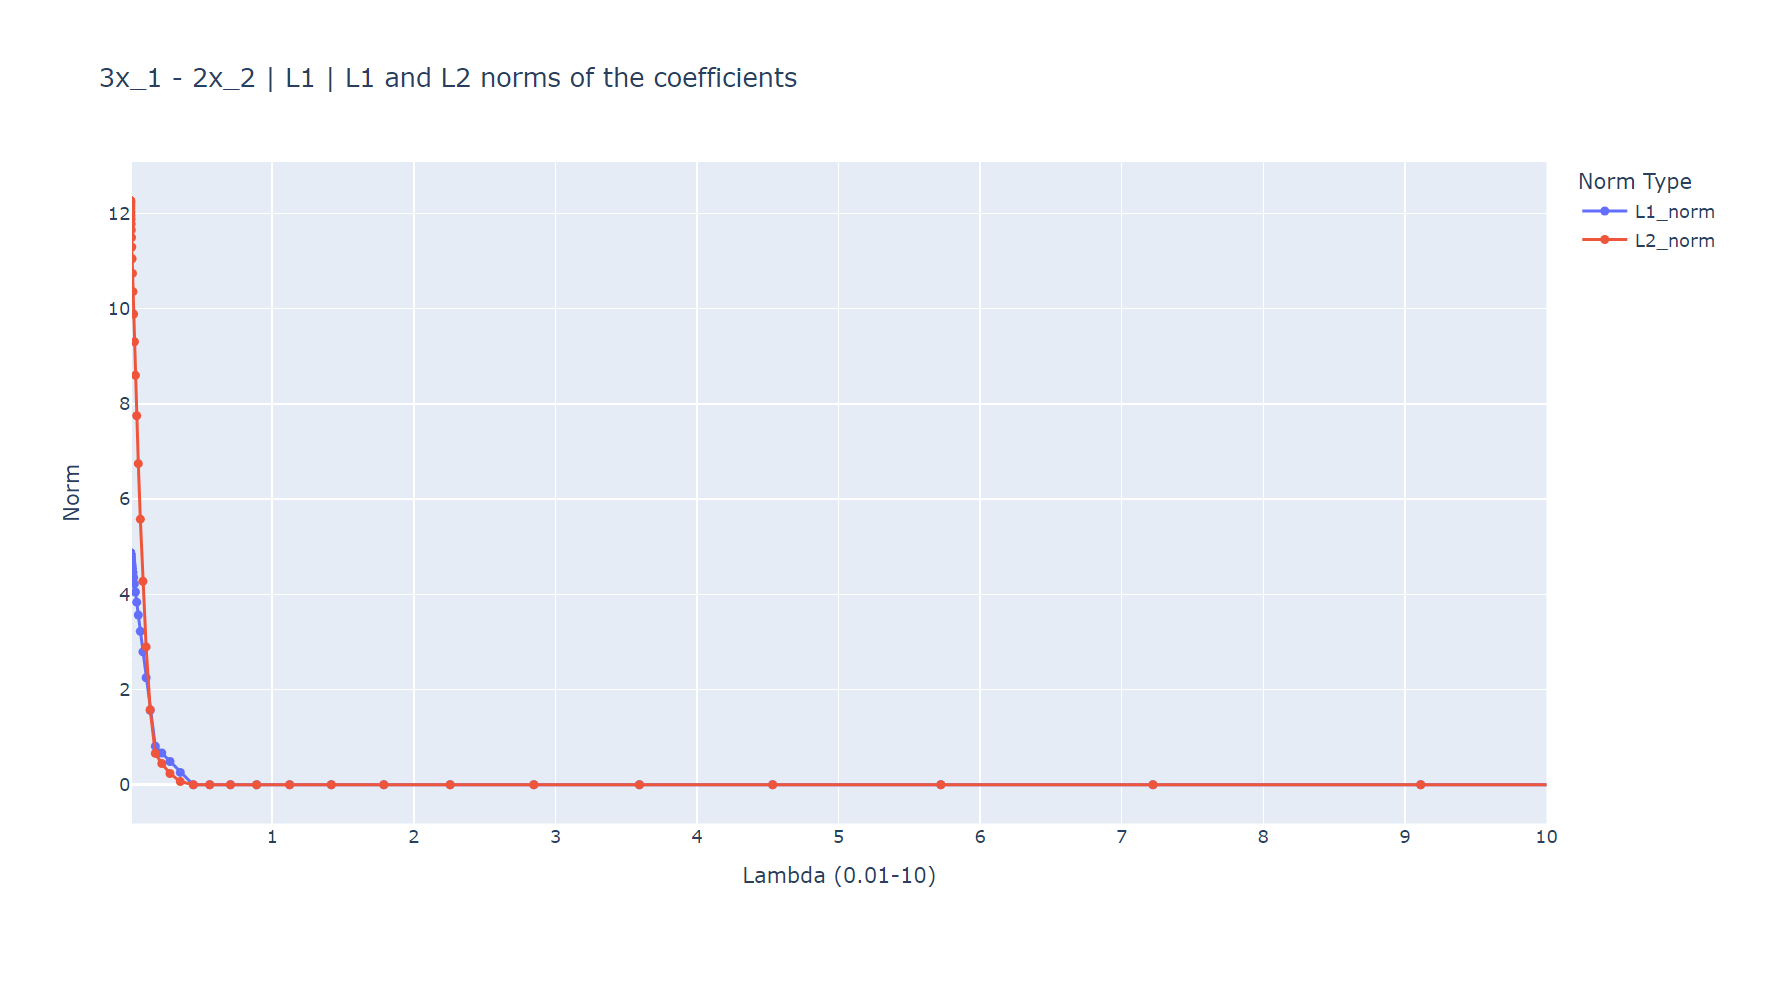 3x_1 - 2x_2 | L1 | L1 and L2 norms of the coefficients
Norm Type
L1_norm
L2_norm
12
10
8
6
4
2
0
Norm
1 2 3 4 5 6 7 8 9 10
Lambda (0.01-10)